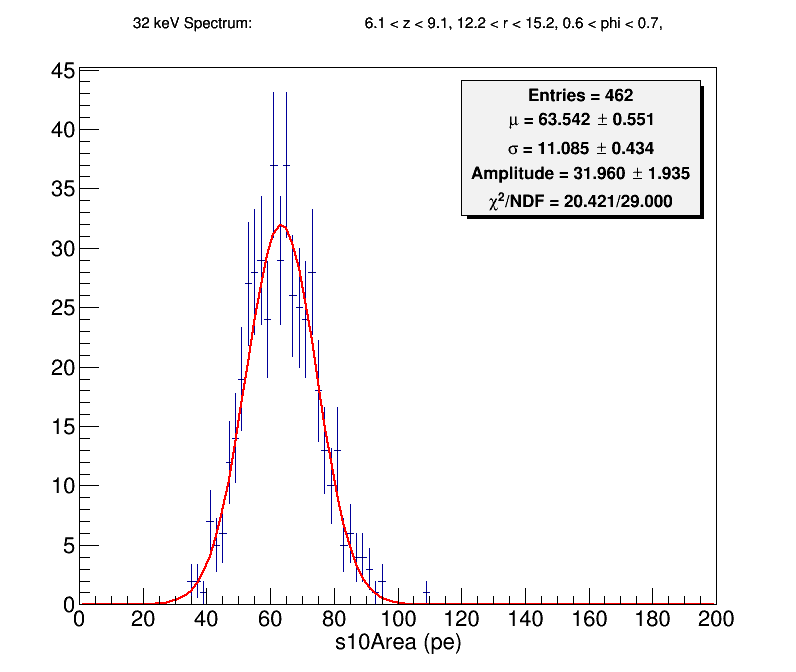 32 keV Spectrum: 6.1 < z < 9.1, 12.2 < r < 15.2, 0.6 < phi < 0.7,
Entries = 462
μ = 63.542 ± 0.551
σ = 11.085 ± 0.434
Amplitude = 31.960 ± 1.935
χ²/NDF = 20.421/29.000
45
40
35
30
25
20
15
10
5
0
0 20 40 60 80 100 120 140 160 180 200
s10Area (pe)